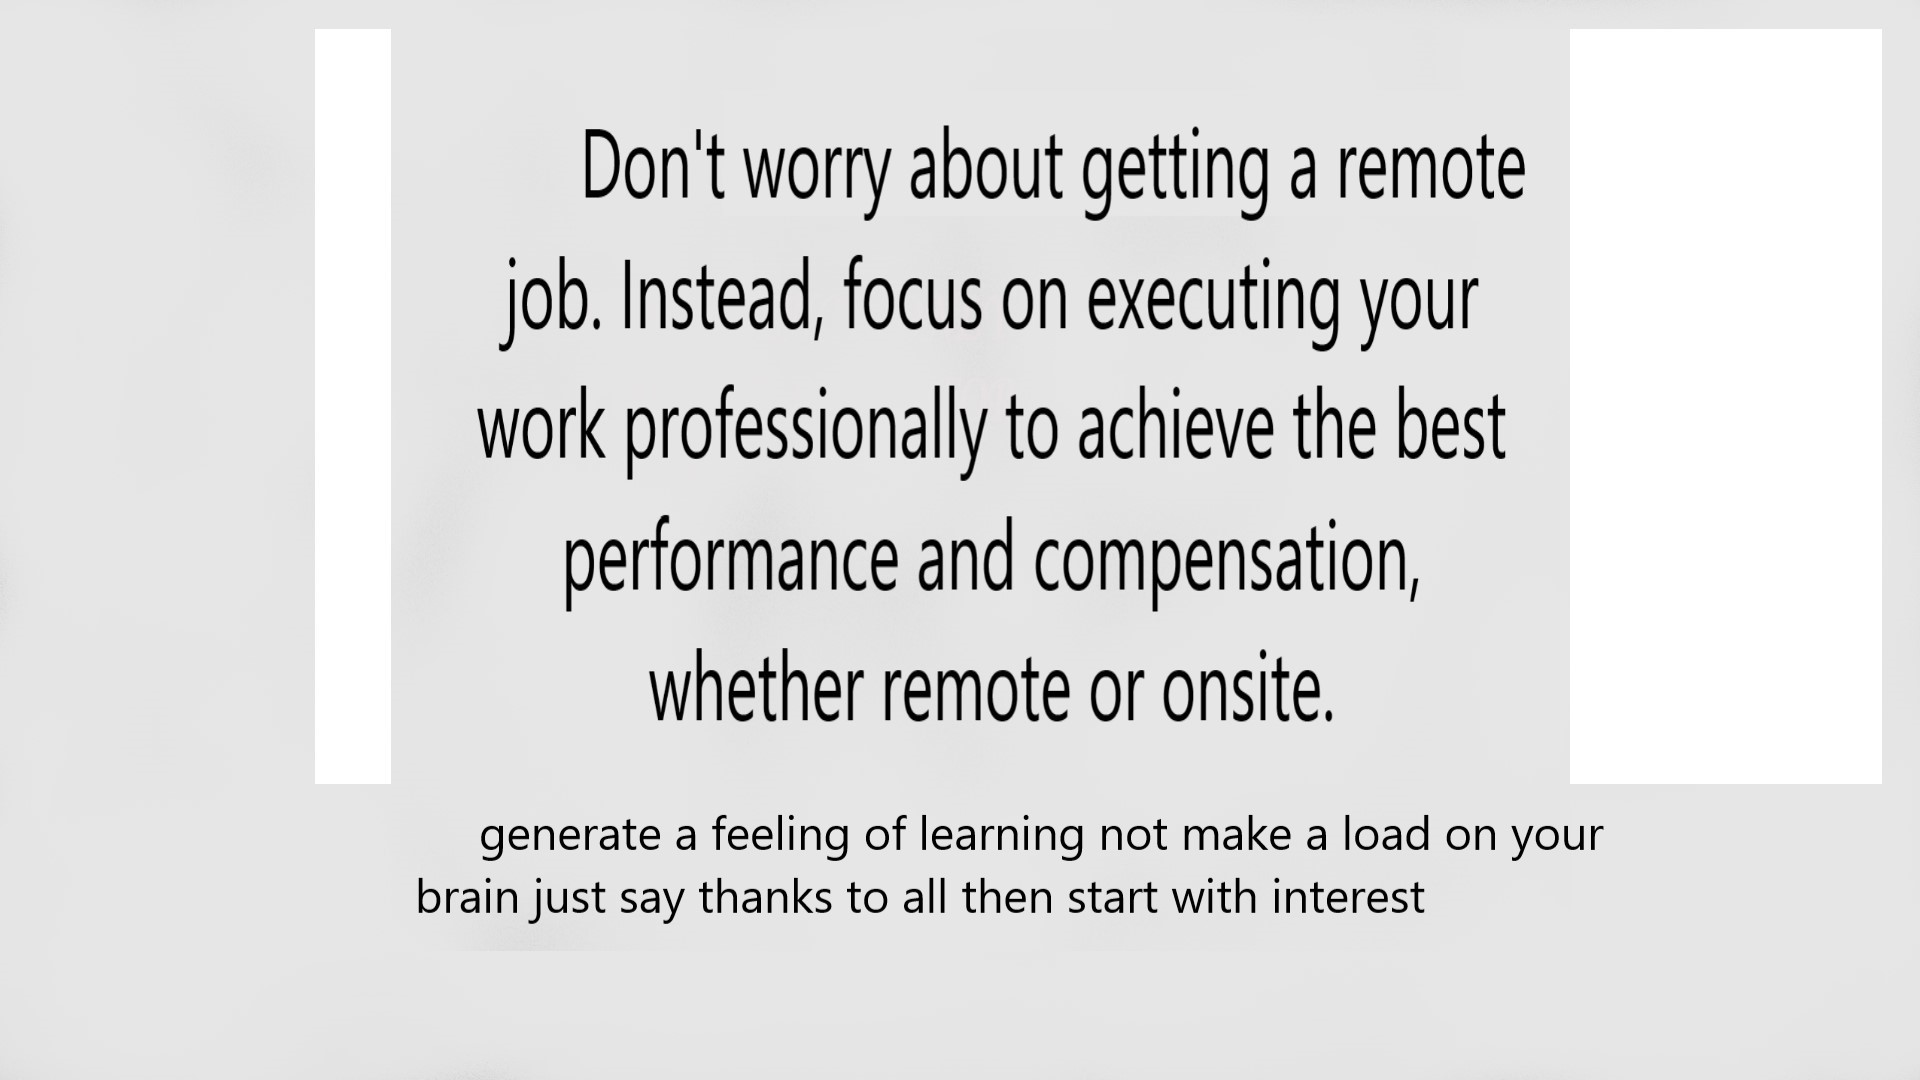 Don't worry about getting a remote
job. Instead, focus on executing your
work professionally to achieve the best
performance and compensation,
whether remote or onsite.
generate a feeling of learning not make a load on your
brain just say thanks to all then start with interest